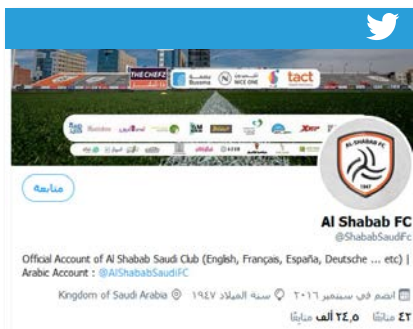 THE CHEFZ
NICE ONE
tact
AL SHABAB FC
1947
متابعة
Al Shabab FC
@ShababSaudiFc
Official Account of Al Shabab Saudi Club (English, Français, España, Deutsche ... etc) |
Arabic Account : @AlShababSaudiFC
انضم في سبتمبر ٢٠١٦ سنة الميلاد ١٩٤٧ Kingdom of Saudi Arabia
٤٢ متابَعًا ٢٤,٥ ألف متابِعًا